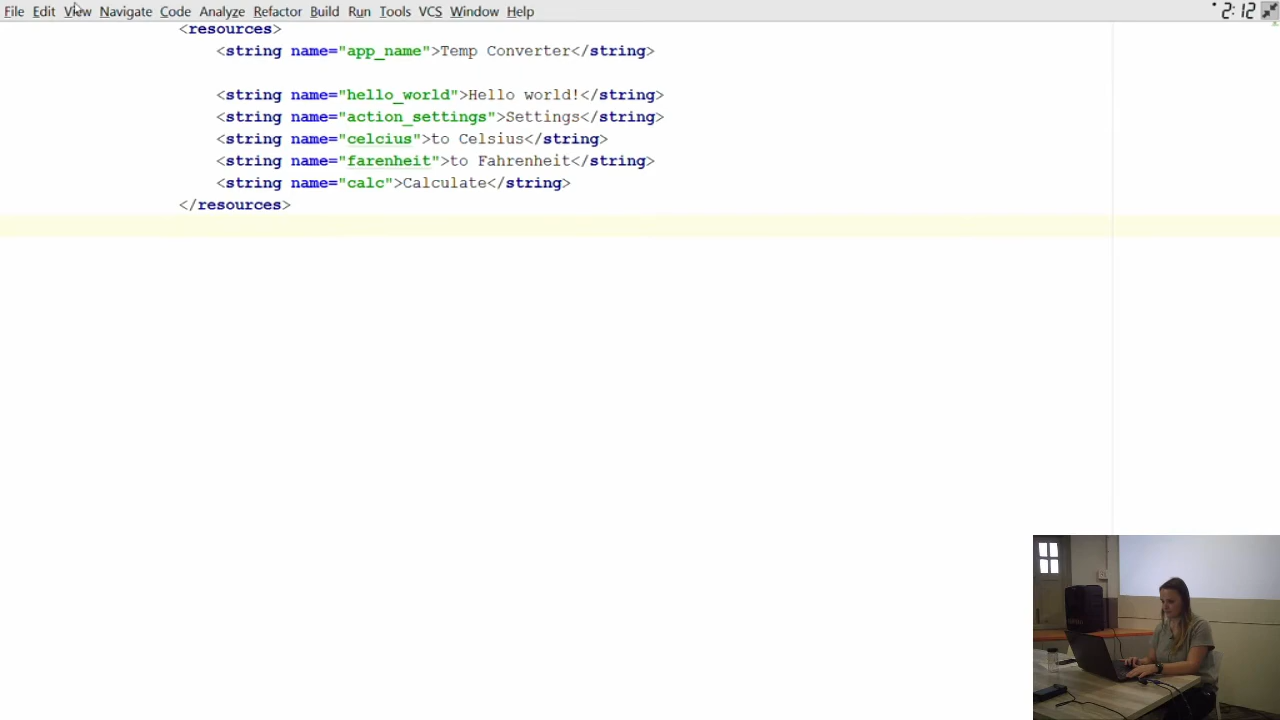 File Edit View Navigate Code Analyze Refactor Build Run Tools VCS Window Help 2:12
<resources>
<string name="app_name">Temp Converter</string>
<string name="hello_world">Hello world!</string>
<string name="action_settings">Settings</string>
<string name="celcius">to Celsius</string>
<string name="farenheit">to Fahrenheit</string>
<string name="calc">Calculate</string>
</resources>